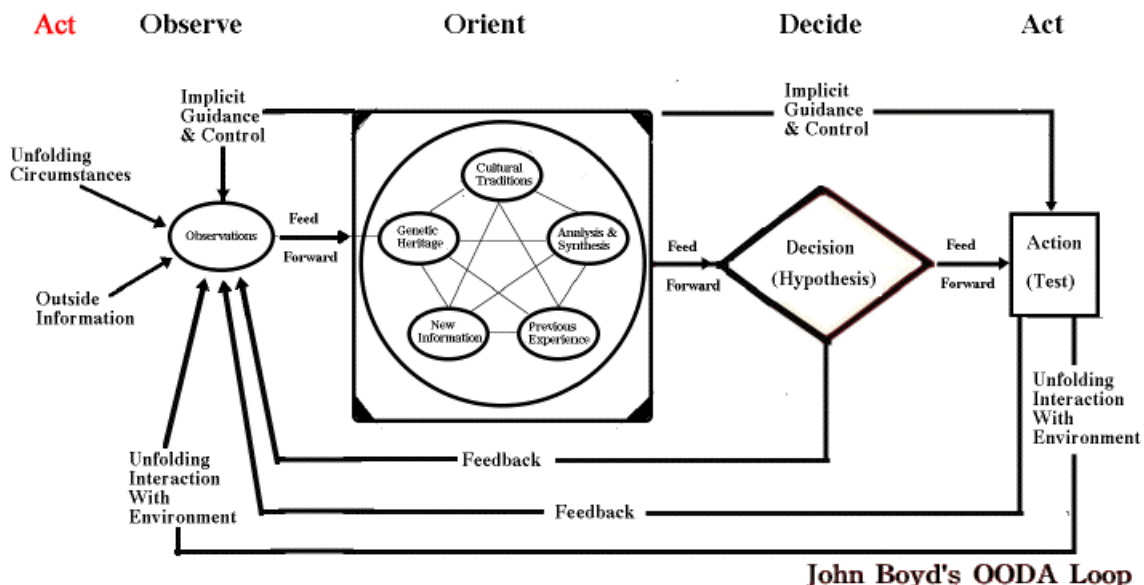 Act Observe Orient Decide Act
Implicit
Guidance
& Control
Implicit
Guidance
& Control
Unfolding
Circumstances
Observations
Outside
Information
Feed
Forward
Cultural
Traditions
Genetic
Heritage
Analysis &
Synthesis
New
Information
Previous
Experience
Feed
Forward
Decision
(Hypothesis)
Feed
Forward
Action
(Test)
Unfolding
Interaction
With
Environment
Feedback
Unfolding
Interaction
With
Environment
Feedback
John Boyd's OODA Loop